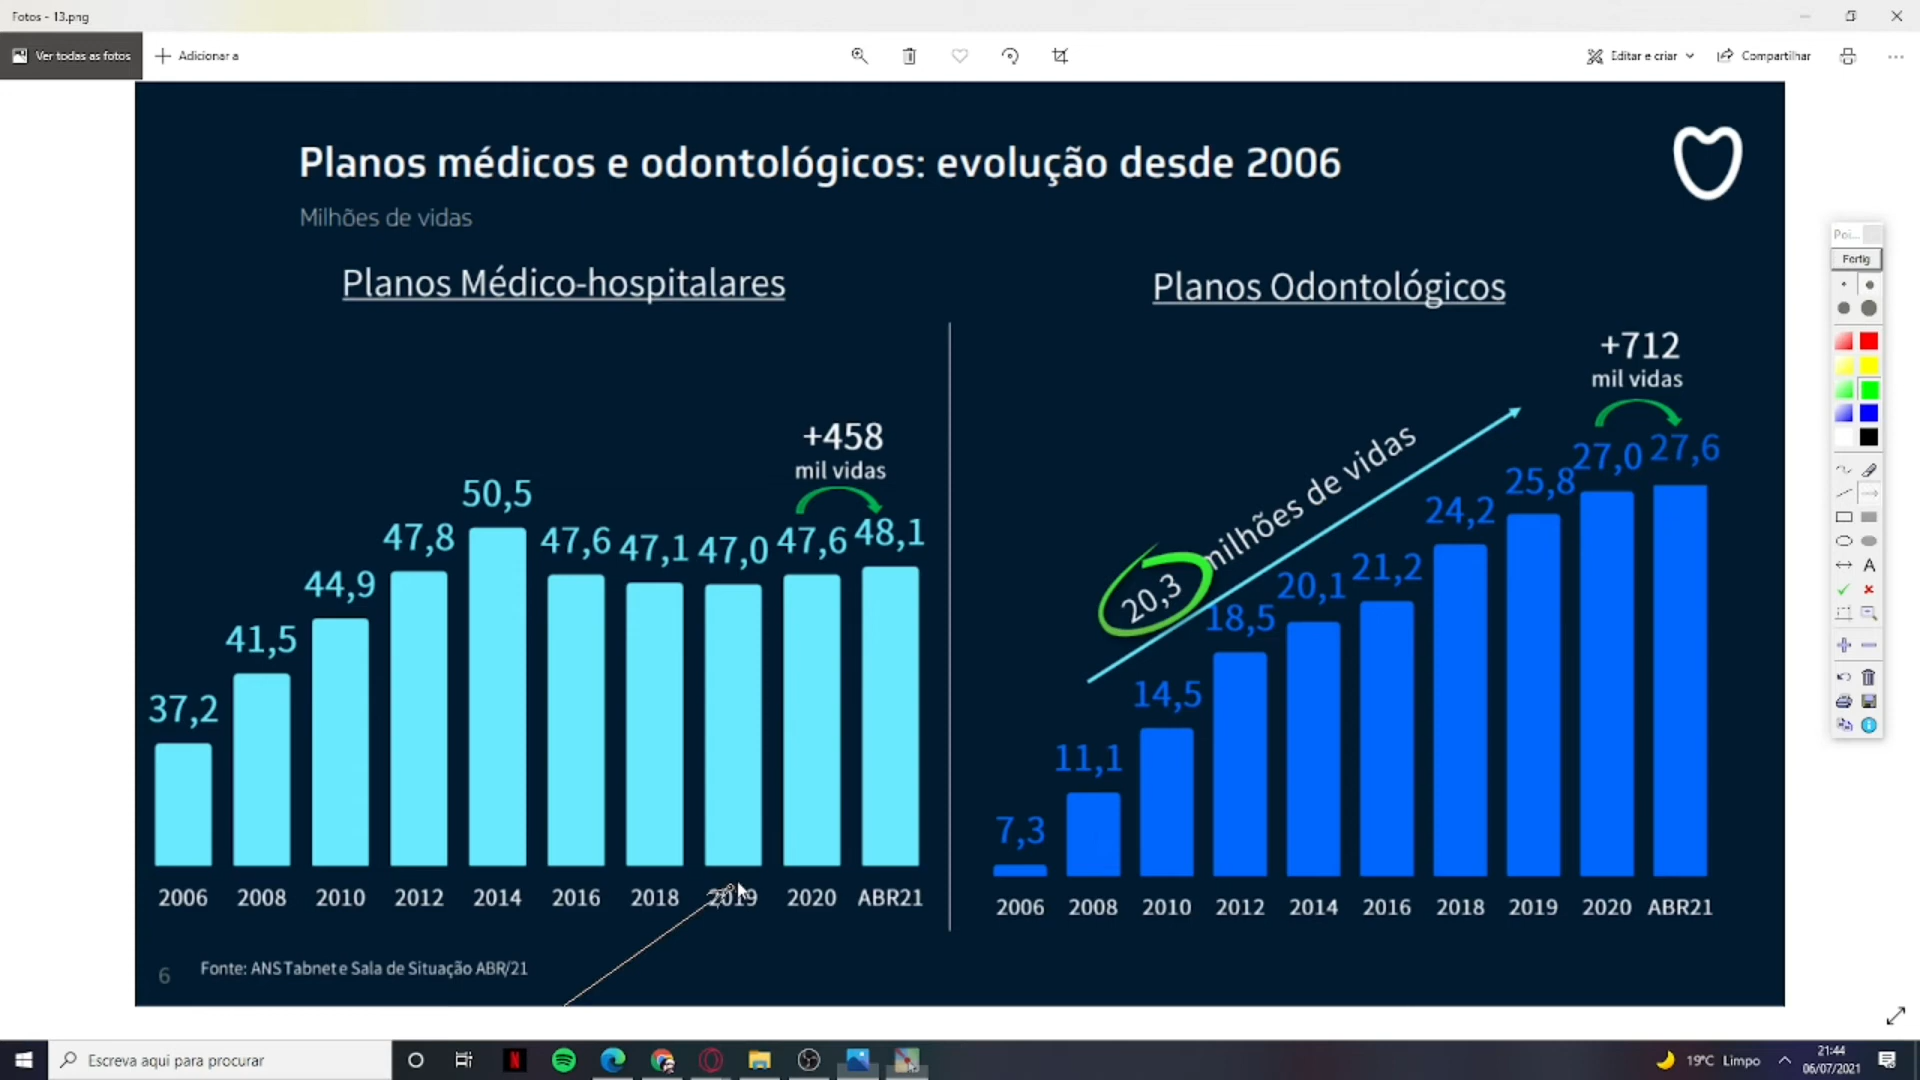 Fotos - 13.png
Ver todas as fotos
Adicionar a
Editar e criar
Compartilhar
Planos médicos e odontológicos: evolução desde 2006
Milhões de vidas
Planos Médico-hospitalares
+458
mil vidas
37,2
41,5
44,9
47,8
50,5
47,6
47,1
47,0
47,6
48,1
2006
2008
2010
2012
2014
2016
2018
2019
2020
ABR21
Planos Odontológicos
+712
mil vidas
20,3 milhões de vidas
7,3
11,1
14,5
18,5
20,1
21,2
24,2
25,8
27,0
27,6
2006
2008
2010
2012
2014
2016
2018
2019
2020
ABR21
6
Fonte: ANS Tabnet e Sala de Situação ABR/21
Poi...
Fertig
A
Escreva aqui para procurar
19°C Limpo
21:44
06/07/2021